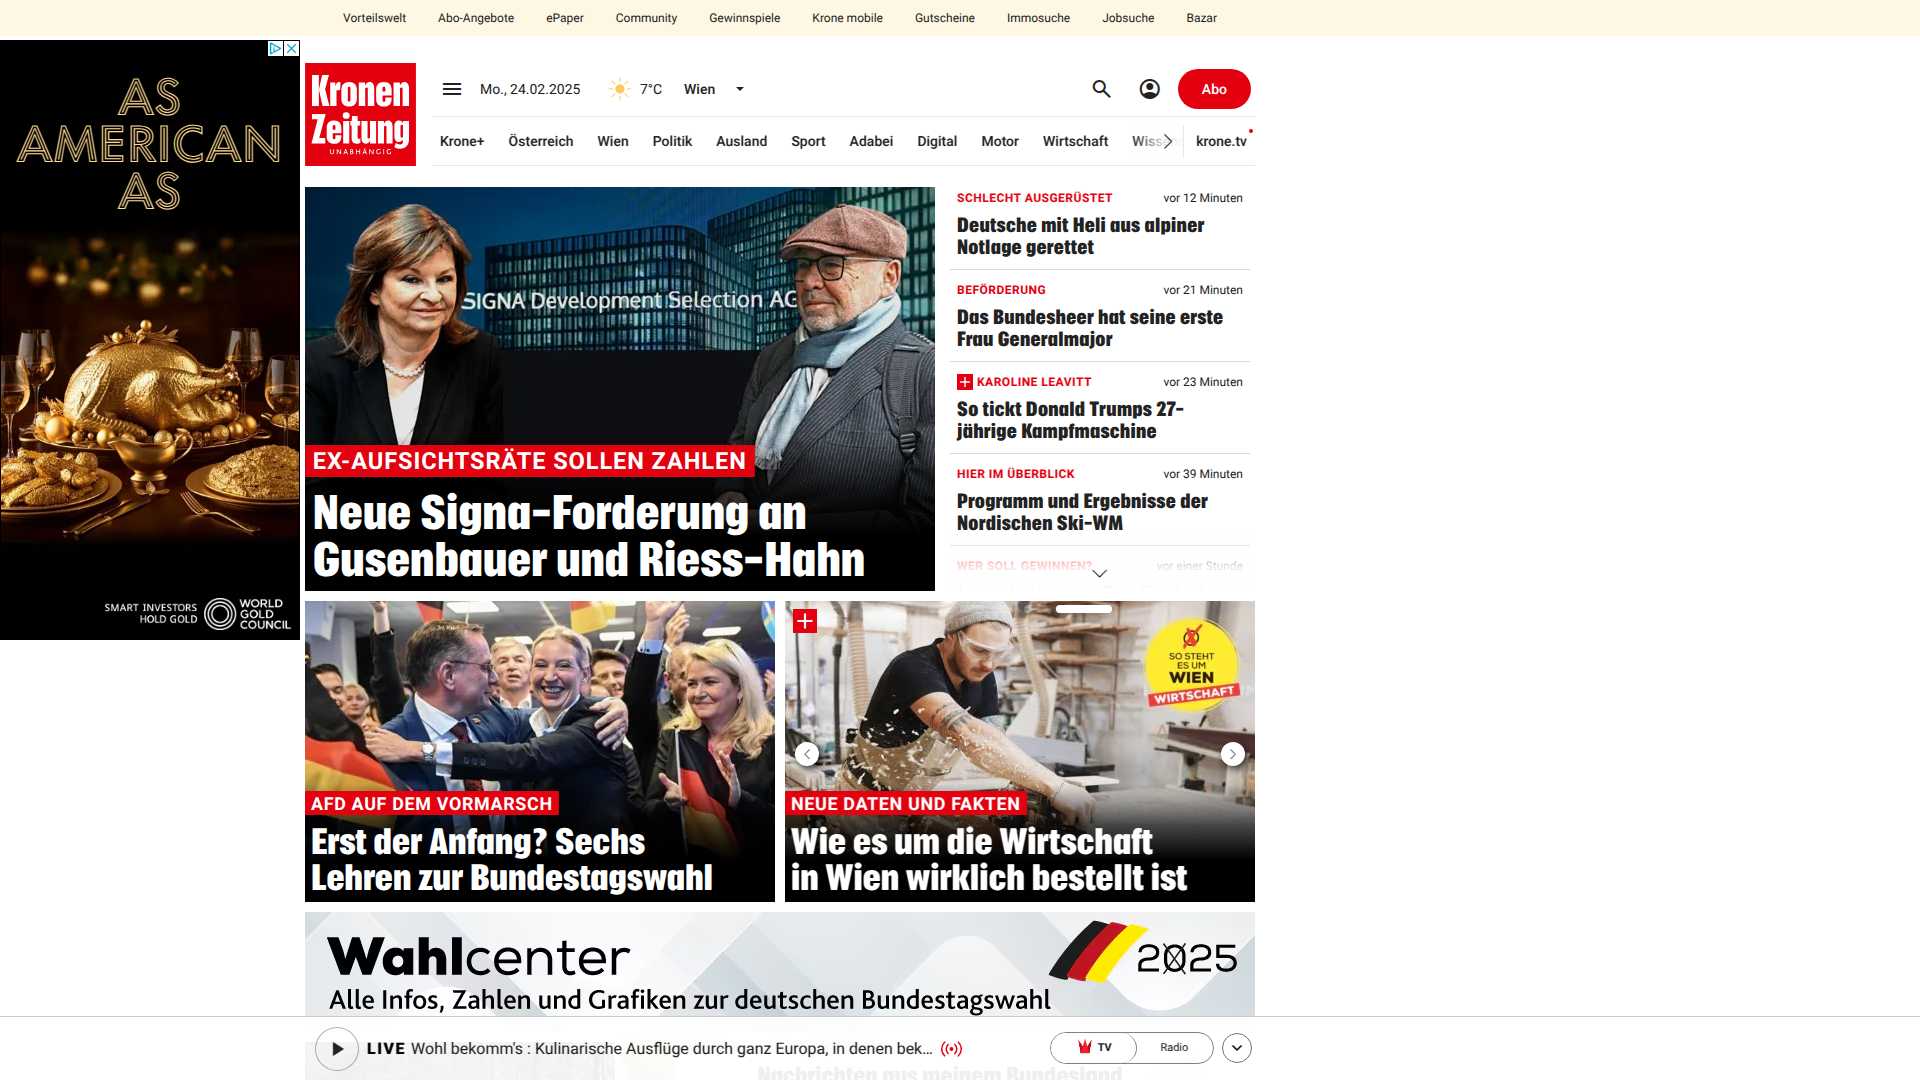 Vorteilswelt Abo-Angebote ePaper Community Gewinnspiele Krone mobile Gutscheine Immosuche Jobsuche Bazar
AS
AMERICAN
AS
SMART INVESTORS
HOLD GOLD
WORLD
GOLD
COUNCIL
Kronen
Zeitung
UNABHÄNGIG
Mo., 24.02.2025 7°C Wien Abo
Krone+ Österreich Wien Politik Ausland Sport Adabei Digital Motor Wirtschaft krone.tv
SIGNA Development Selection AG
EX-AUFSICHTSRÄTE SOLLEN ZAHLEN
Neue Signa-Forderung an
Gusenbauer und Riess-Hahn
SCHLECHT AUSGERÜSTET vor 12 Minuten
Deutsche mit Heli aus alpiner
Notlage gerettet
BEFÖRDERUNG vor 21 Minuten
Das Bundesheer hat seine erste
Frau Generalmajor
KAROLINE LEAVITT vor 23 Minuten
So tickt Donald Trumps 27-
jährige Kampfmaschine
HIER IM ÜBERBLICK vor 39 Minuten
Programm und Ergebnisse der
Nordischen Ski-WM
WER SOLL GEWINNEN? vor einer Stunde
AFD AUF DEM VORMARSCH
Erst der Anfang? Sechs
Lehren zur Bundestagswahl
SO STEHT
ES UM
WIEN
WIRTSCHAFT
NEUE DATEN UND FAKTEN
Wie es um die Wirtschaft
in Wien wirklich bestellt ist
Wahlcenter
2025
Alle Infos, Zahlen und Grafiken zur deutschen Bundestagswahl
LIVE Wohl bekomm's : Kulinarische Ausflüge durch ganz Europa, in denen bek... TV Radio
Nachrichten aus meinem Bundesland